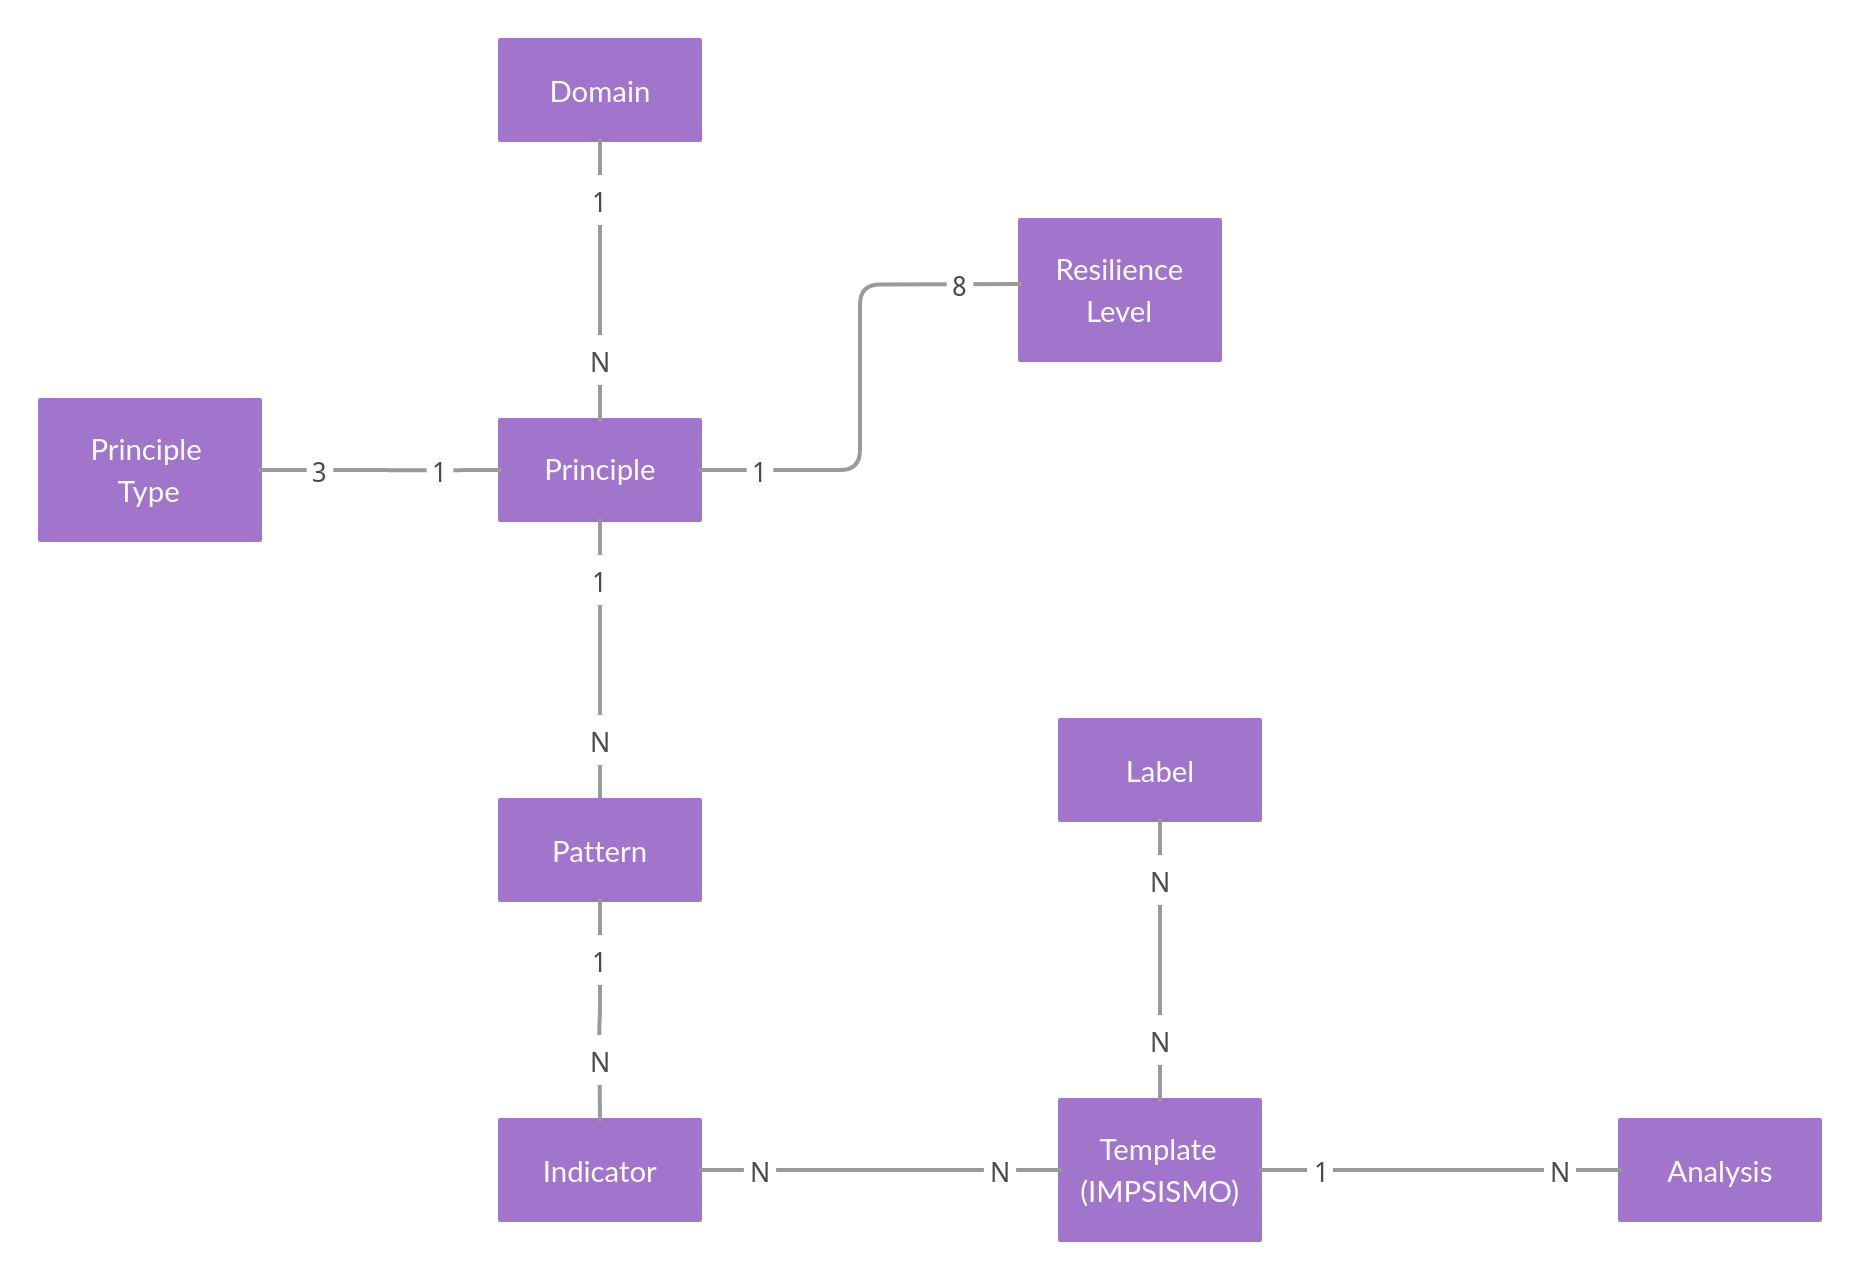 Domain
1
Resilience
Level
8
N
Principle
Type
3
1
Principle
1
1
N
Label
Pattern
N
1
N
N
Template
(IMPSISMO)
Indicator
N
N
1
N
Analysis